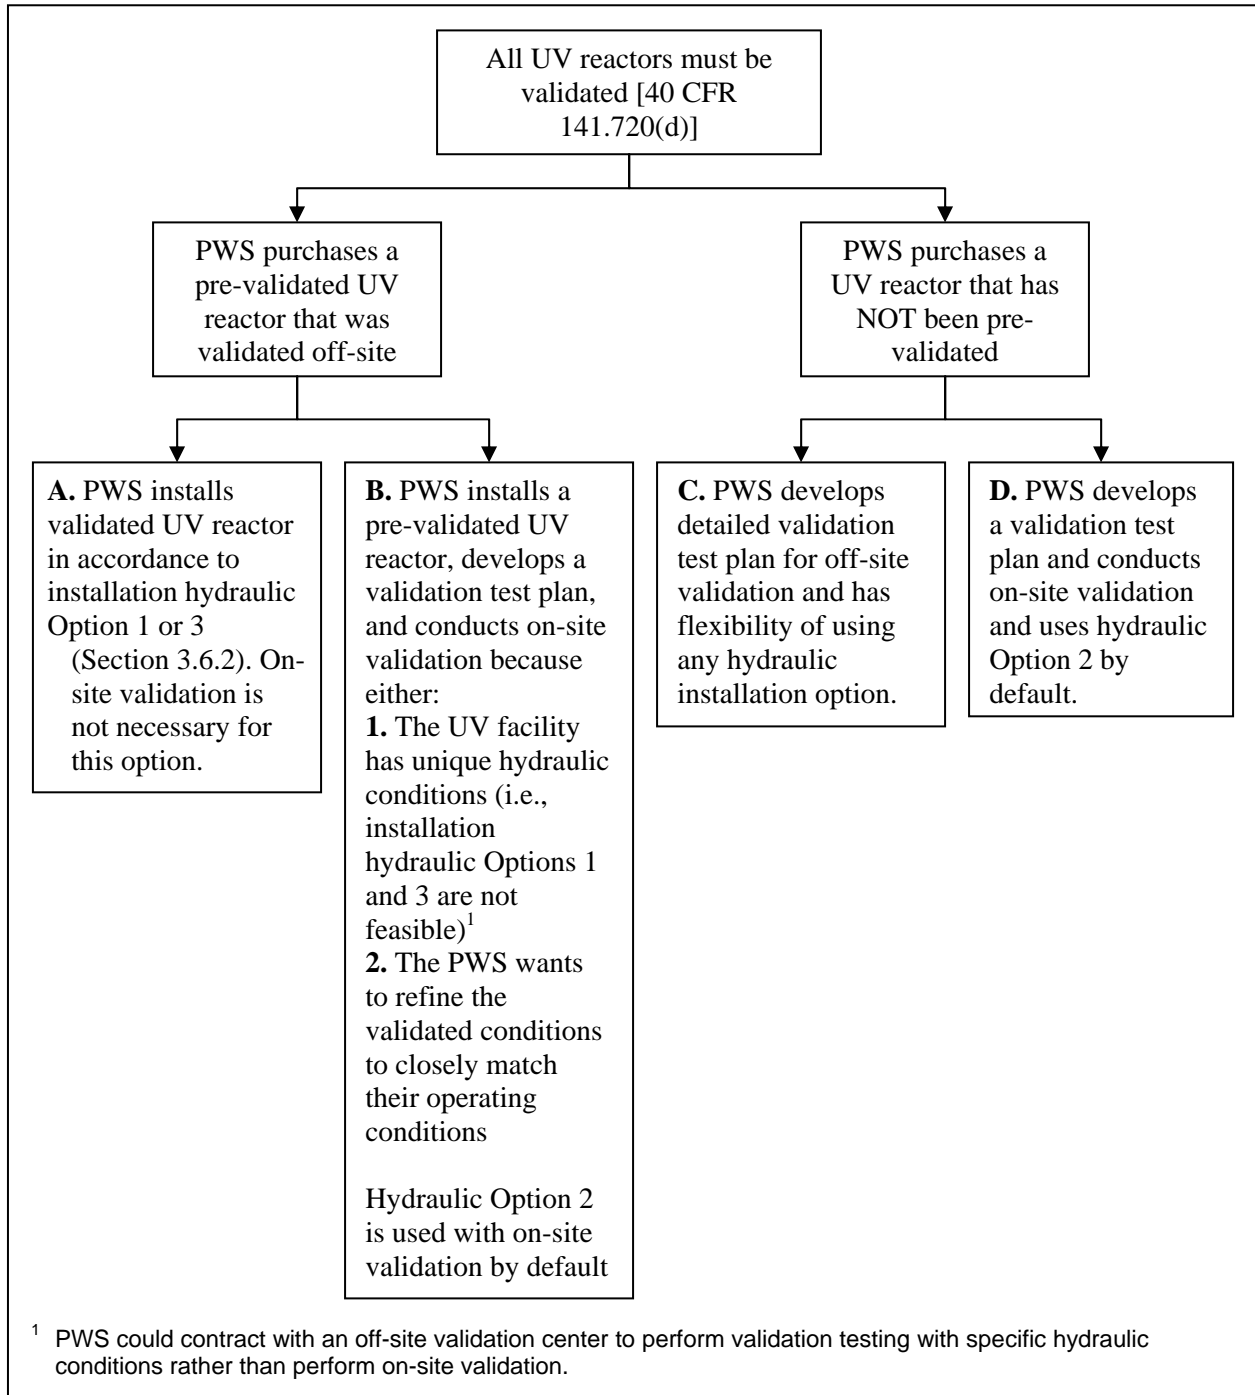 All UV reactors must be
validated [40 CFR
141.720(d)]
PWS purchases a
pre-validated UV
reactor that was
validated off-site
PWS purchases a
UV reactor that has
NOT been pre-
validated
A. PWS installs
validated UV reactor
in accordance to
installation hydraulic
Option 1 or 3
(Section 3.6.2). On-
site validation is
not necessary for
this option.
B. PWS installs a
pre-validated UV
reactor, develops a
validation test plan,
and conducts on-site
validation because
either:
1. The UV facility
has unique hydraulic
conditions (i.e.,
installation
hydraulic Options 1
and 3 are not
feasible)1
2. The PWS wants
to refine the
validated conditions
to closely match
their operating
conditions
Hydraulic Option 2
is used with on-site
validation by default
C. PWS develops
detailed validation
test plan for off-site
validation and has
flexibility of using
any hydraulic
installation option.
D. PWS develops
a validation test
plan and conducts
on-site validation
and uses hydraulic
Option 2 by
default.
1 PWS could contract with an off-site validation center to perform validation testing with specific hydraulic
conditions rather than perform on-site validation.